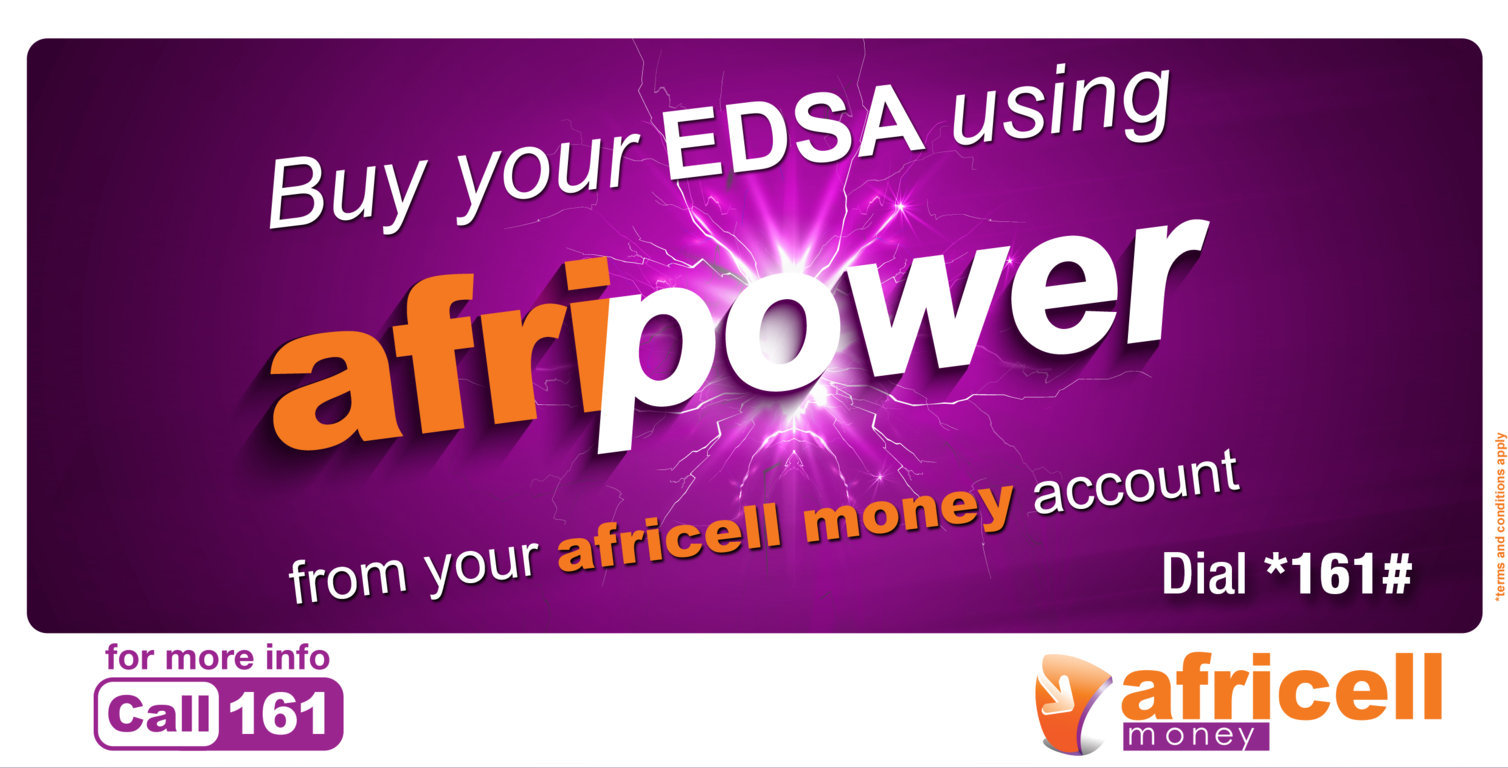 Buy your EDSA using
afripower
from your africell money account
Dial *161#
*terms and conditions apply
for more info
Call 161
africell
money